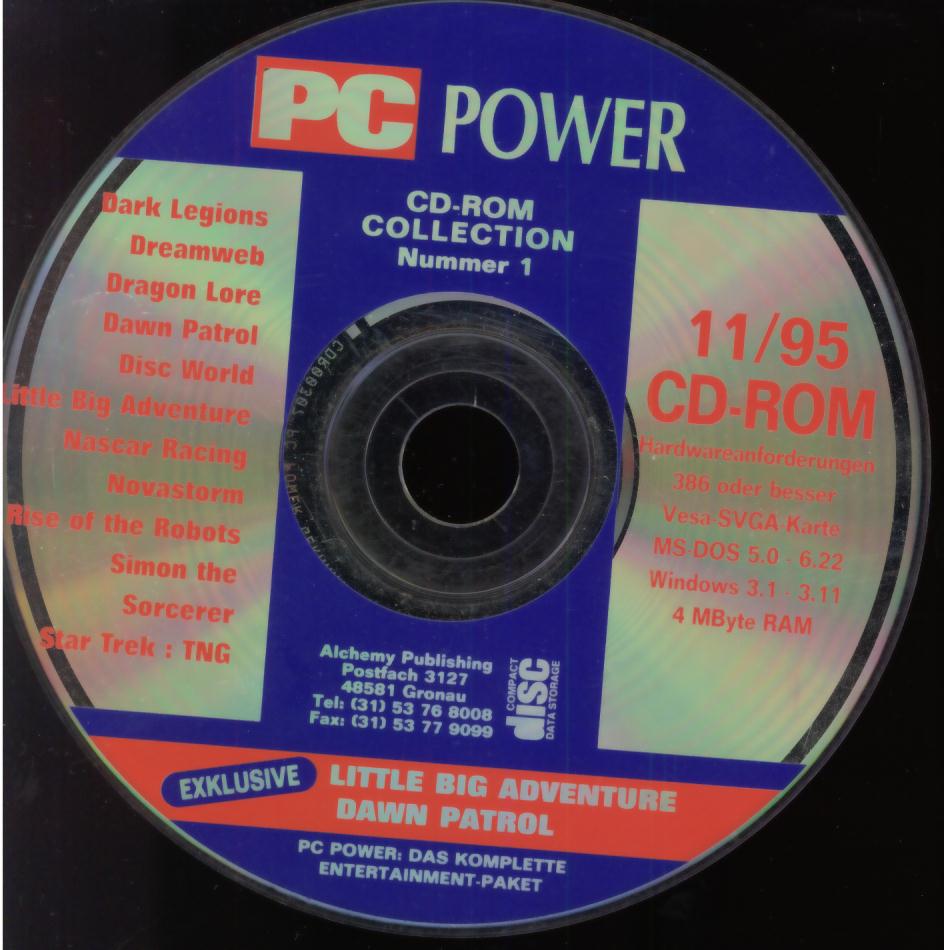 PC POWER
CD-ROM
COLLECTION
Nummer 1
Dark Legions
Dreamweb
Dragon Lore
Dawn Patrol
Disc World
Little Big Adventure
Nascar Racing
Novastorm
Rise of the Robots
Simon the
Sorcerer
Star Trek : TNG
11/95
CD-ROM
Hardwareanforderungen
386 oder besser
Vesa-SVGA-Karte
MS-DOS 5.0 - 6.22
Windows 3.1 - 3.11
4 MByte RAM
Alchemy Publishing
Postfach 3127
48581 Gronau
Tel: (31) 53 76 8008
Fax: (31) 53 77 9099
COMPACT
disc
DATA STORAGE
EXKLUSIVE
LITTLE BIG ADVENTURE
DAWN PATROL
PC POWER: DAS KOMPLETTE
ENTERTAINMENT-PAKET